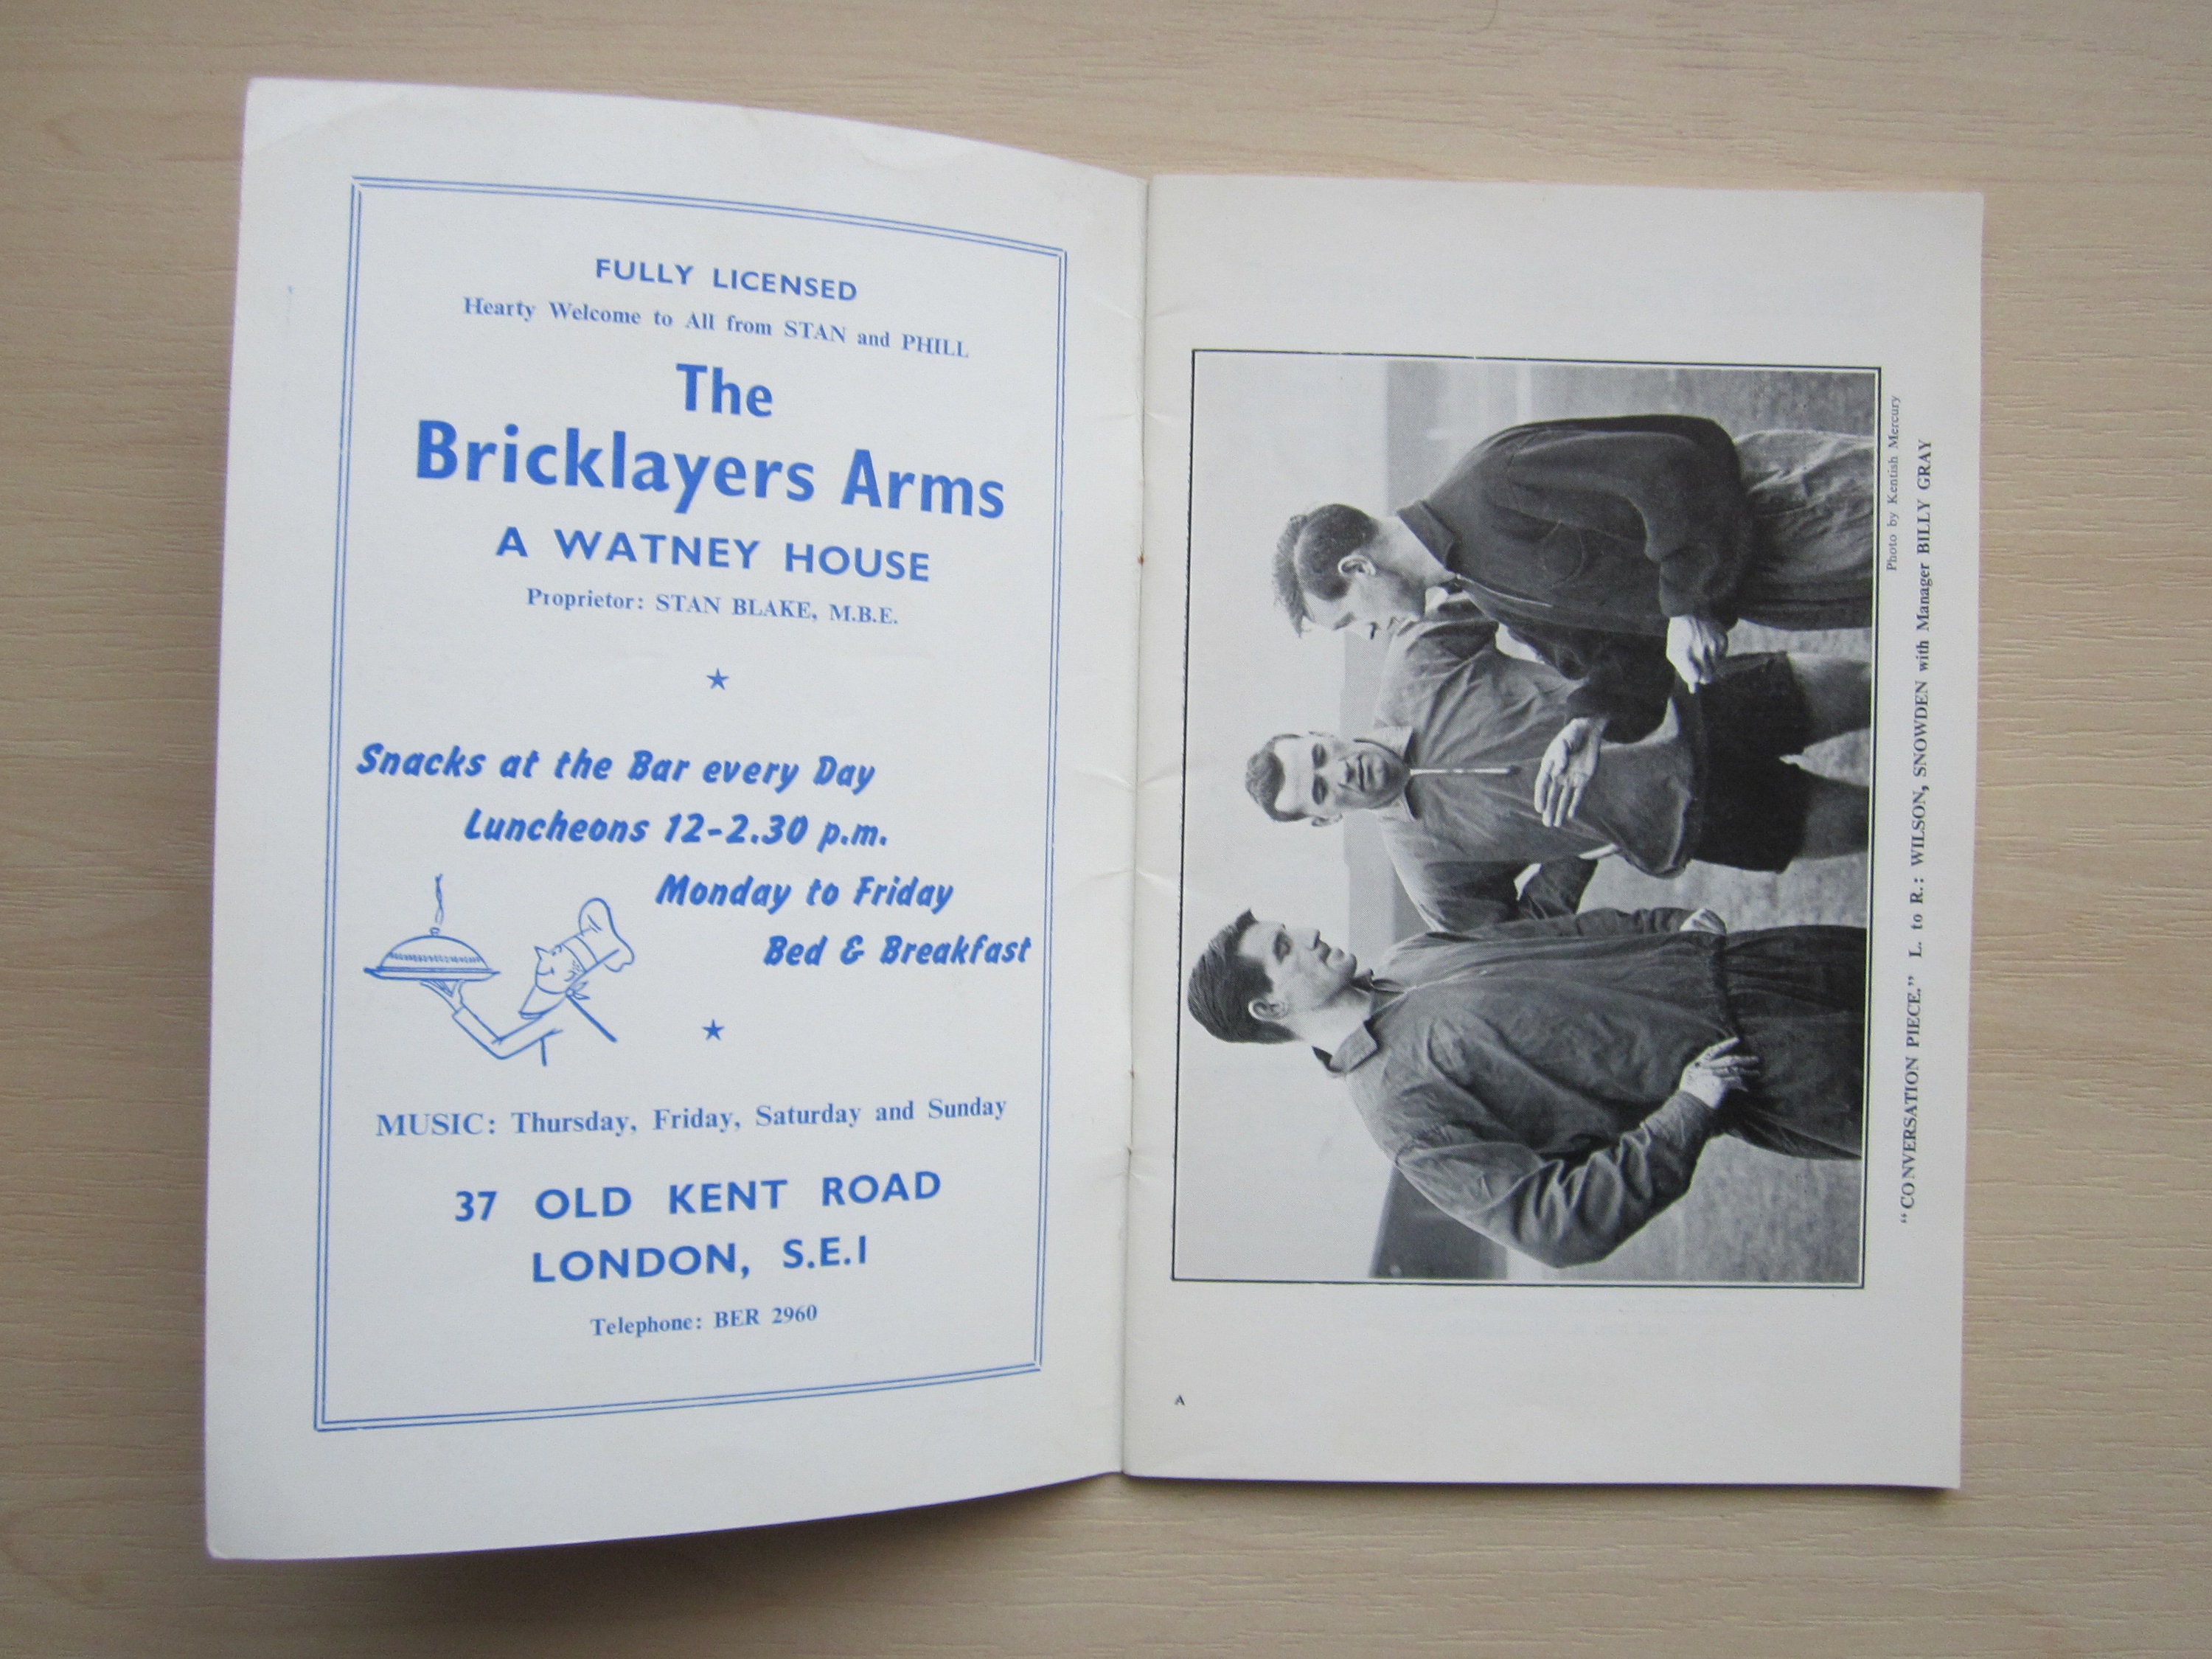 FULLY LICENSED
Hearty Welcome to All from STAN and PHILL
The
Bricklayers Arms
A WATNEY HOUSE
Proprietor: STAN BLAKE, M.B.E.
Snacks at the Bar every Day
Luncheons 12-2.30 p.m.
Monday to Friday
Bed & Breakfast
MUSIC: Thursday, Friday, Saturday and Sunday
37 OLD KENT ROAD
LONDON, S.E.1
Telephone: BER 2960
Photo by Kentish Mercury
"CONVERSATION PIECE." L. to R.: WILSON, SNOWDEN with Manager BILLY GRAY
A